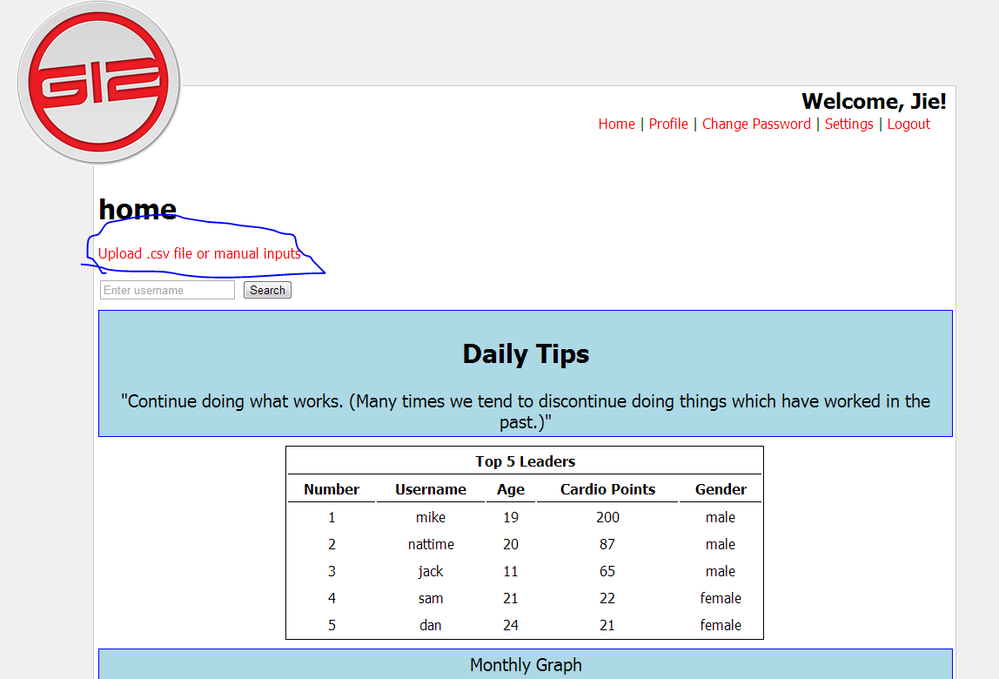 G12
Welcome, Jie!
Home | Profile | Change Password | Settings | Logout
home
Upload .csv file or manual inputs
Enter username Search
Daily Tips
"Continue doing what works. (Many times we tend to discontinue doing things which have worked in the
past.)"
Top 5 Leaders
Number Username Age Cardio Points Gender
1 mike 19 200 male
2 nattime 20 87 male
3 jack 11 65 male
4 sam 21 22 female
5 dan 24 21 female
Monthly Graph